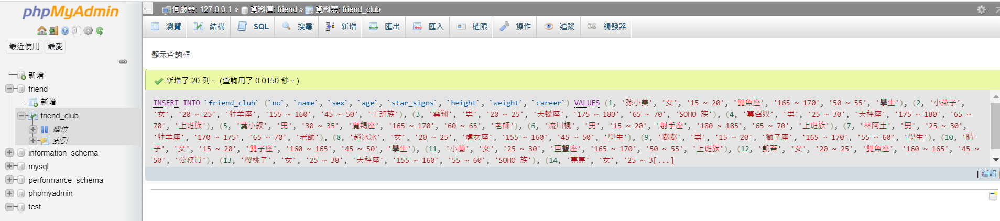 phpMyAdmin
最近使用 最愛
新增
friend
新增
friend_club
欄位
索引
information_schema
mysql
performance_schema
phpmyadmin
test
伺服器: 127.0.0.1 » 資料庫: friend » 資料表: friend_club
瀏覽 結構 SQL 搜尋 新增 匯出 匯入 權限 操作 追蹤 觸發器
顯示查詢框
新增了 20 列。 (查詢用了 0.0150 秒。)
INSERT INTO `friend_club` (`no`, `name`, `sex`, `age`, `star_signs`, `height`, `weight`, `career`) VALUES (1, '孫小美', '女', '15 ~ 20', '雙魚座', '165 ~ 170', '50 ~ 55', '學生'), (2, '小燕子',
'女', '20 ~ 25', '牡羊座', '155 ~ 160', '45 ~ 50', '上班族'), (3, '雲翔', '男', '20 ~ 25', '天蠍座', '175 ~ 180', '65 ~ 70', 'SOHO 族'), (4, '莫召奴', '男', '25 ~ 30', '天秤座', '175 ~ 180', '65 ~
70', '上班族'), (5, '葉小釵', '男', '30 ~ 35', '魔羯座', '165 ~ 170', '60 ~ 65', '老師'), (6, '流川楓', '男', '15 ~ 20', '射手座', '180 ~ 185', '65 ~ 70', '上班族'), (7, '林阿土', '男', '25 ~ 30',
'牡羊座', '170 ~ 175', '65 ~ 70', '老師'), (8, '趙冰冰', '女', '20 ~ 25', '處女座', '155 ~ 160', '45 ~ 50', '學生'), (9, '嘟嘟', '男', '15 ~ 20', '獅子座', '165 ~ 170', '55 ~ 60', '學生'), (10, '晴
子', '女', '15 ~ 20', '雙子座', '160 ~ 165', '45 ~ 50', '學生'), (11, '小蘭', '女', '25 ~ 30', '巨蟹座', '165 ~ 170', '50 ~ 55', '上班族'), (12, '凱蒂', '女', '20 ~ 25', '雙魚座', '160 ~ 165', '45 ~
50', '公務員'), (13, '櫻桃子', '女', '25 ~ 30', '天秤座', '155 ~ 160', '55 ~ 60', 'SOHO 族'), (14, '亮亮', '女', '25 ~ 3[...]
[ 編輯 ]